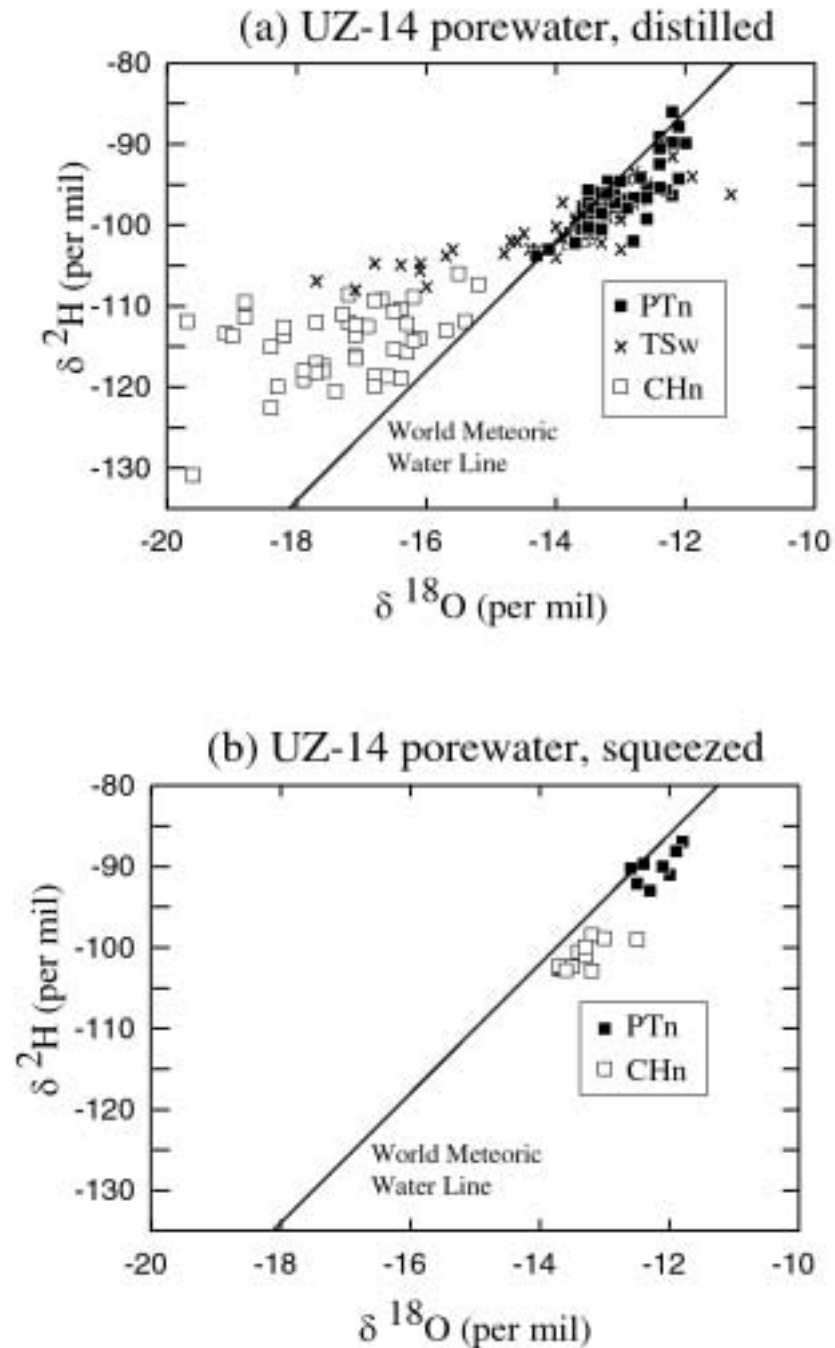 (a) UZ-14 porewater, distilled
-80
-90
-100
-110
-120
-130
δ ²H (per mil)
PTn
TSw
CHn
World Meteoric
Water Line
-20 -18 -16 -14 -12 -10
δ ¹⁸O (per mil)
(b) UZ-14 porewater, squeezed
-80
-90
-100
-110
-120
-130
δ ²H (per mil)
PTn
CHn
World Meteoric
Water Line
-20 -18 -16 -14 -12 -10
δ ¹⁸O (per mil)